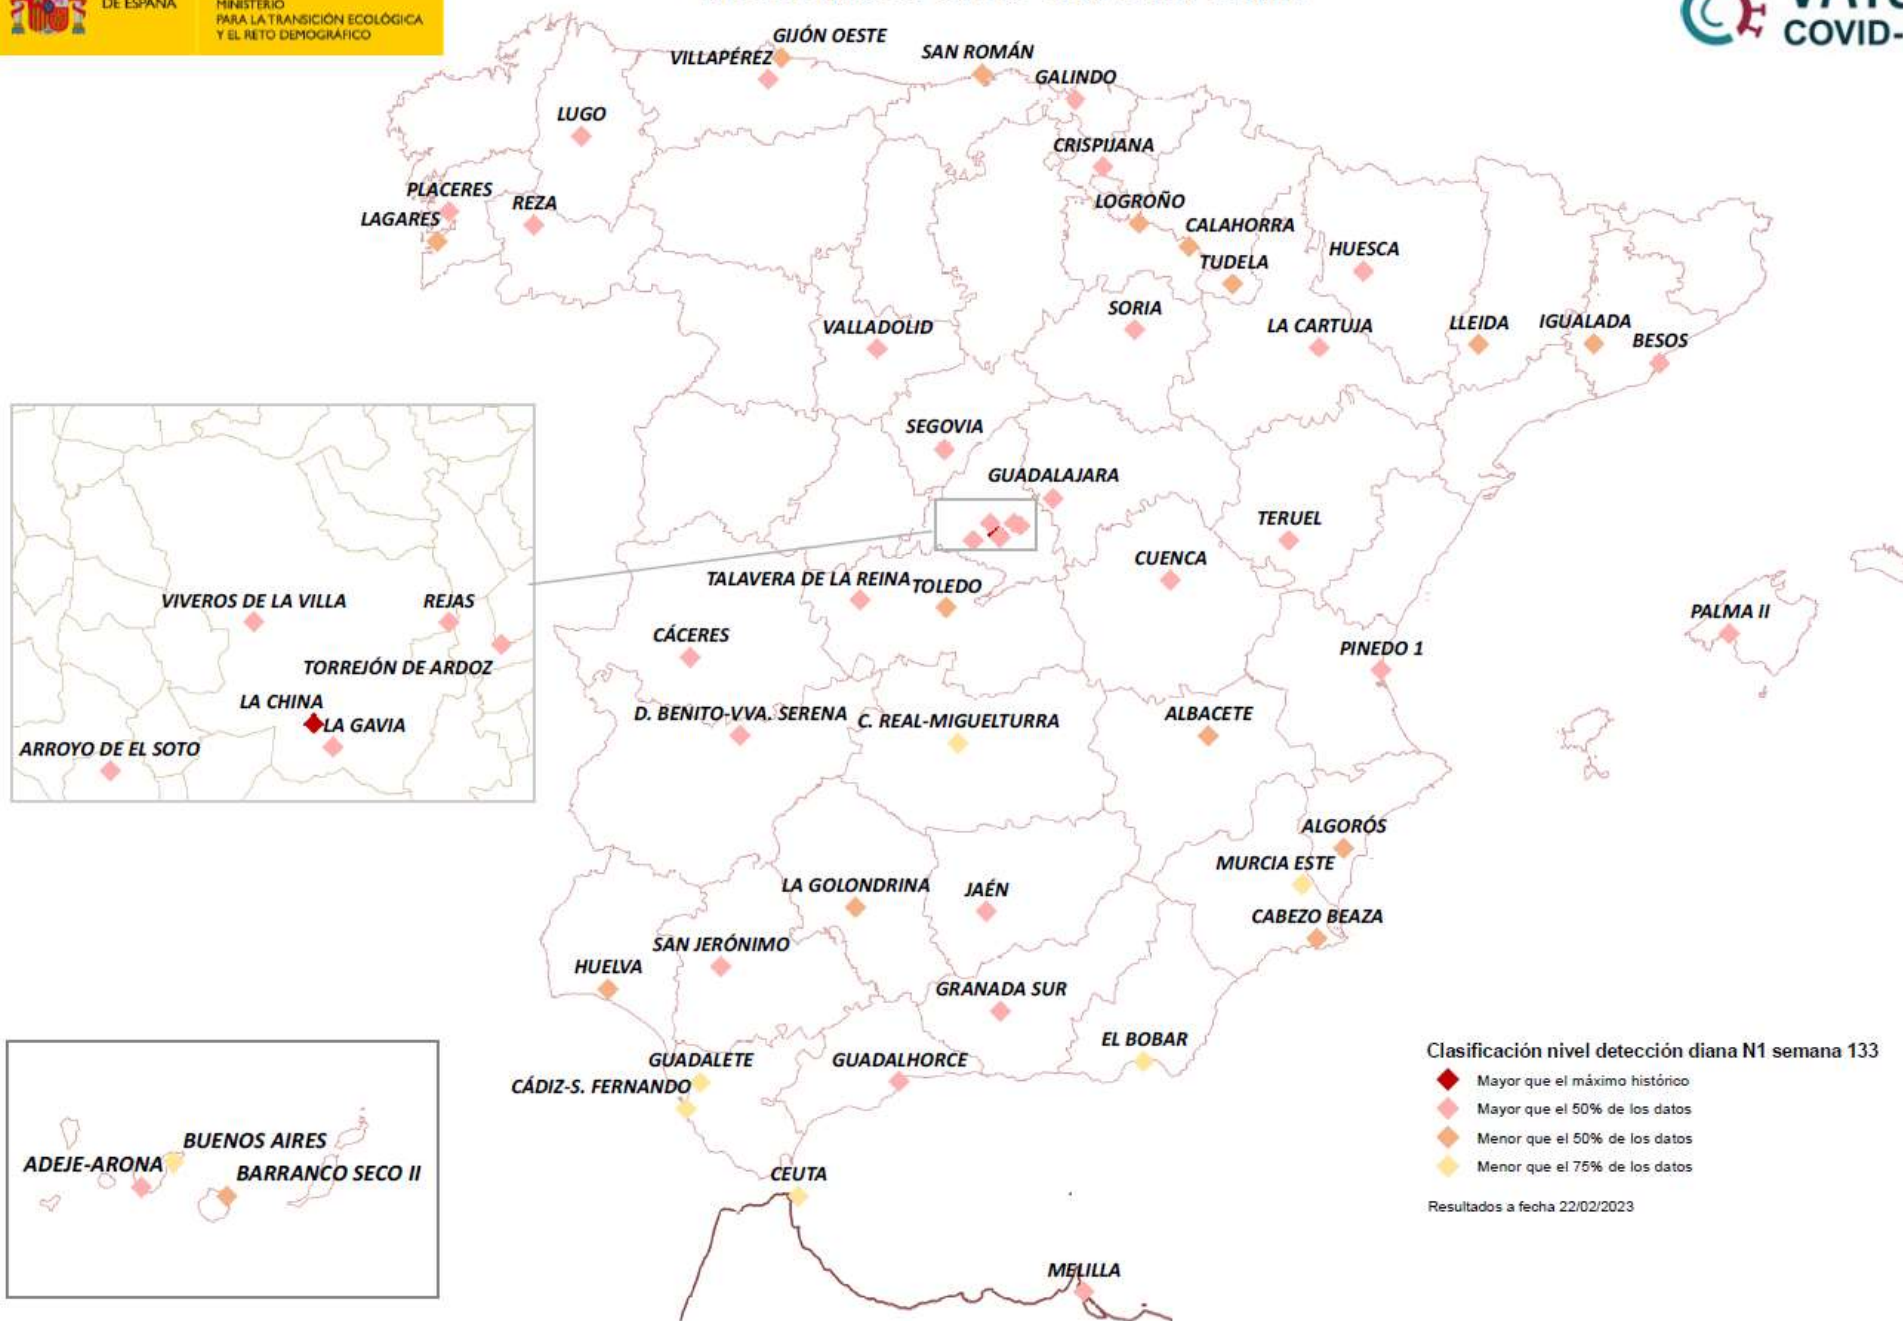 DE ESPAÑA
MINISTERIO
PARA LA TRANSICIÓN ECOLÓGICA
Y EL RETO DEMOGRÁFICO
COVID-
GIJÓN OESTE
VILLAPÉREZ
SAN ROMÁN
GALINDO
LUGO
CRISPIJANA
PLACERES
LAGARES
REZA
LOGROÑO
CALAHORRA
TUDELA
HUESCA
SORIA
VALLADOLID
LA CARTUJA
LLEIDA
IGUALADA
BESOS
SEGOVIA
GUADALAJARA
TERUEL
CUENCA
TALAVERA DE LA REINA
TOLEDO
VIVEROS DE LA VILLA
REJAS
TORREJÓN DE ARDOZ
LA CHINA
LA GAVIA
ARROYO DE EL SOTO
PALMA II
CÁCERES
PINEDO 1
D. BENITO-VVA. SERENA
C. REAL-MIGUELTURRA
ALBACETE
ALGORÓS
MURCIA ESTE
CABEZO BEAZA
LA GOLONDRINA
JAÉN
SAN JERÓNIMO
HUELVA
GRANADA SUR
EL BOBAR
GUADALETE
GUADALHORCE
CÁDIZ-S. FERNANDO
BUENOS AIRES
ADEJE-ARONA
BARRANCO SECO II
CEUTA
MELILLA
Clasificación nivel detección diana N1 semana 133
Mayor que el máximo histórico
Mayor que el 50% de los datos
Menor que el 50% de los datos
Menor que el 75% de los datos
Resultados a fecha 22/02/2023